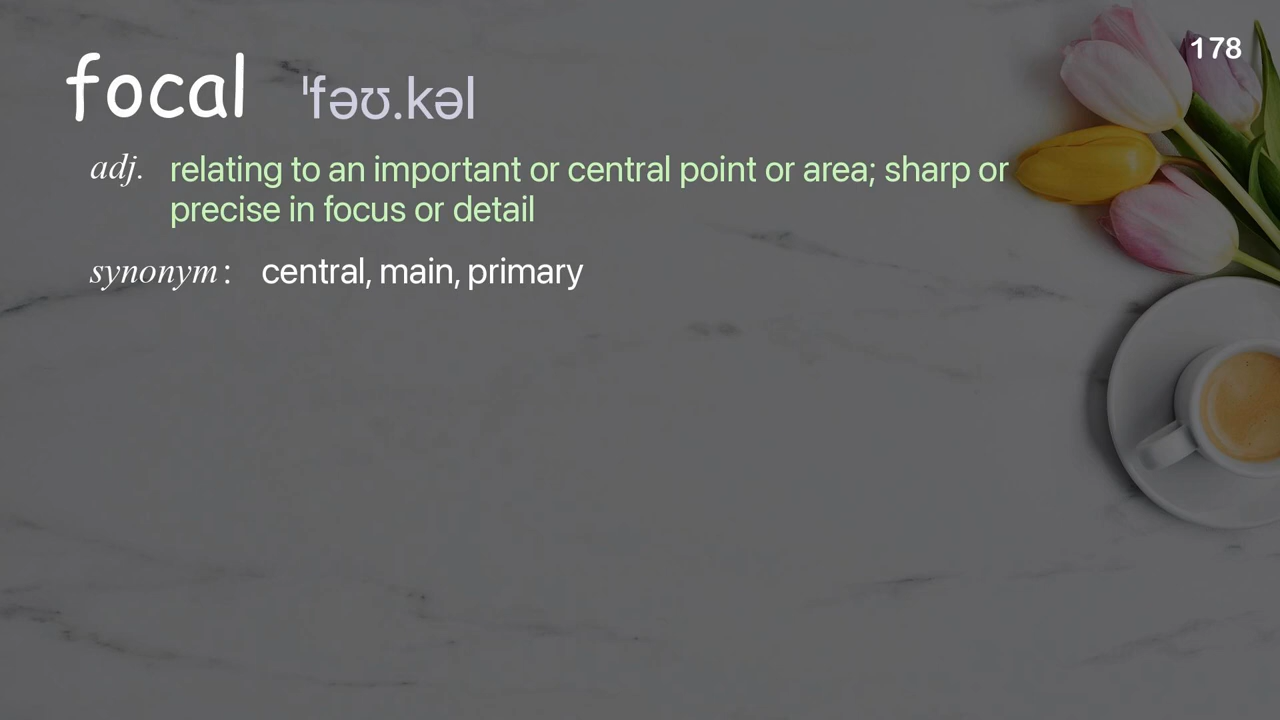 178
focal ˈfəʊ.kəl
adj. relating to an important or central point or area; sharp or
precise in focus or detail
synonym: central, main, primary